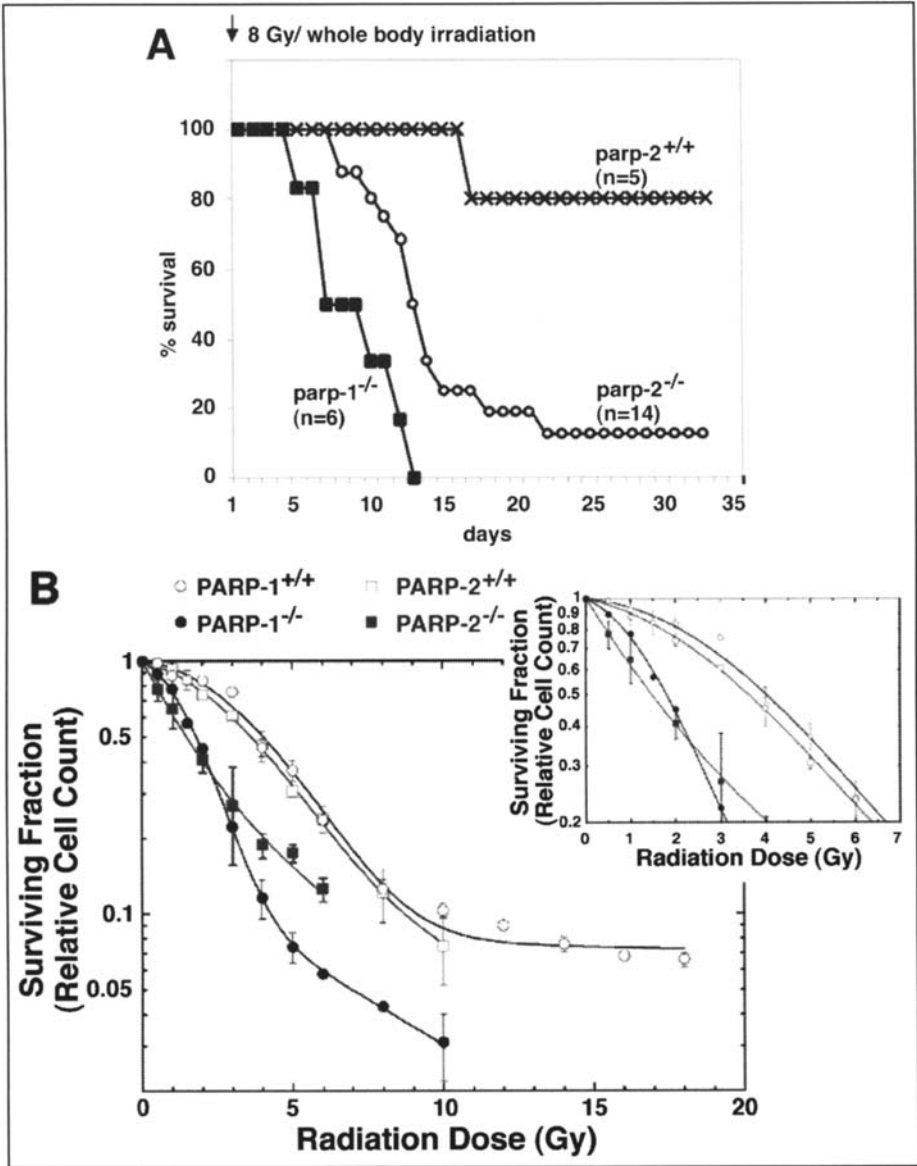 A
↓ 8 Gy/ whole body irradiation
% survival
100
80
60
40
20
0
parp-2+/+
(n=5)
parp-1-/-
(n=6)
parp-2-/-
(n=14)
1 5 10 15 20 25 30 35
days
B
○ PARP-1+/+ □ PARP-2+/+
● PARP-1-/- ■ PARP-2-/-
Surviving Fraction
(Relative Cell Count)
1
0.5
0.1
0.05
0 5 10 15 20
Radiation Dose (Gy)
Surviving Fraction
(Relative Cell Count)
1
0.9
0.8
0.7
0.6
0.5
0.4
0.3
0.2
0 1 2 3 4 5 6 7
Radiation Dose (Gy)